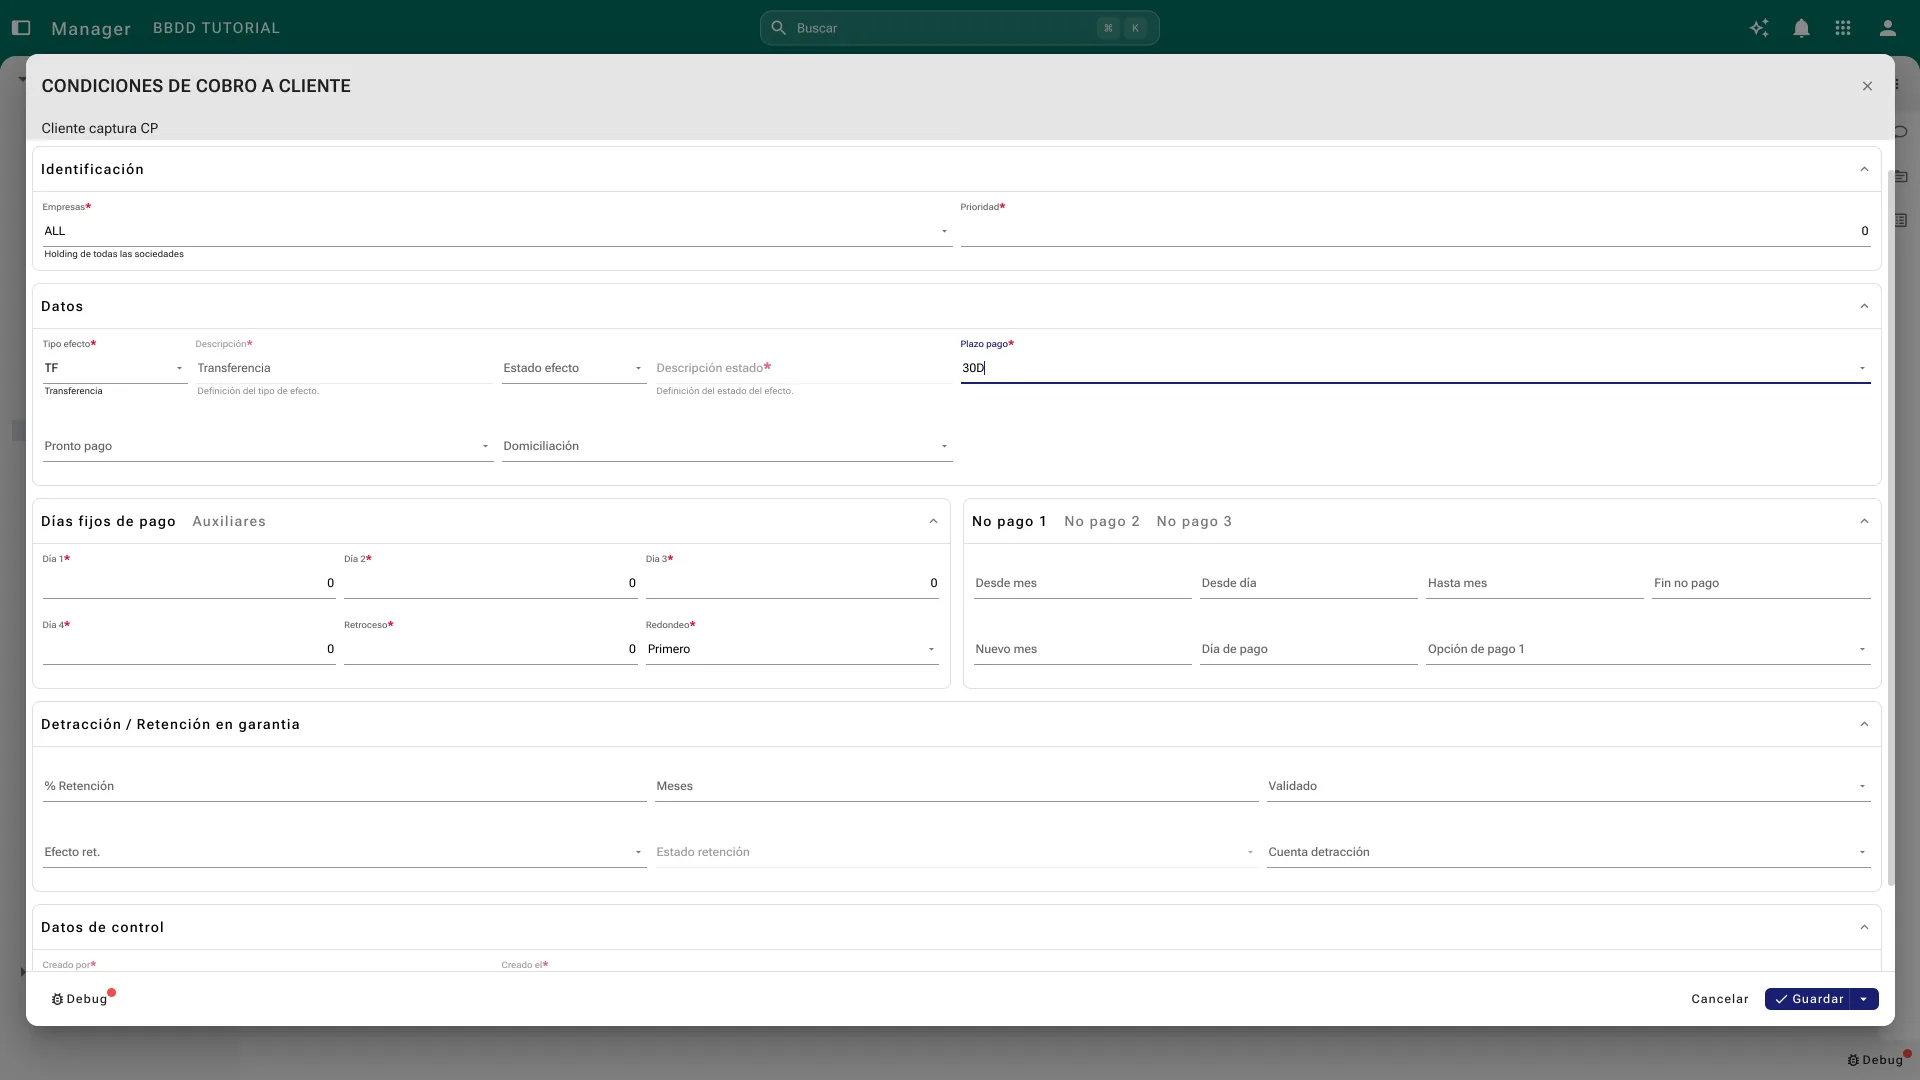 Manager BBDD TUTORIAL Buscar ⌘ K
CONDICIONES DE COBRO A CLIENTE
Cliente captura CP
Identificación
Empresas* Prioridad*
ALL 0
Holding de todas las sociedades
Datos
Tipo efecto* Descripción* Plazo pago*
TF Transferencia Estado efecto Descripción estado* 30D
Transferencia Definición del tipo de efecto. Definición del estado del efecto.
Pronto pago Domiciliación
Días fijos de pago Auxiliares No pago 1 No pago 2 No pago 3
Día 1* Día 2* Día 3*
0 0 0 Desde mes Desde día Hasta mes Fin no pago
Día 4* Retroceso* Redondeo*
0 0 Primero Nuevo mes Día de pago Opción de pago 1
Detracción / Retención en garantia
% Retención Meses Validado
Efecto ret. Estado retención Cuenta detracción
Datos de control
Creado por* Creado el*
Debug Cancelar Guardar
Debug